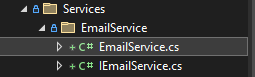 Services
EmailService
+ C# EmailService.cs
+ C# IEmailService.cs